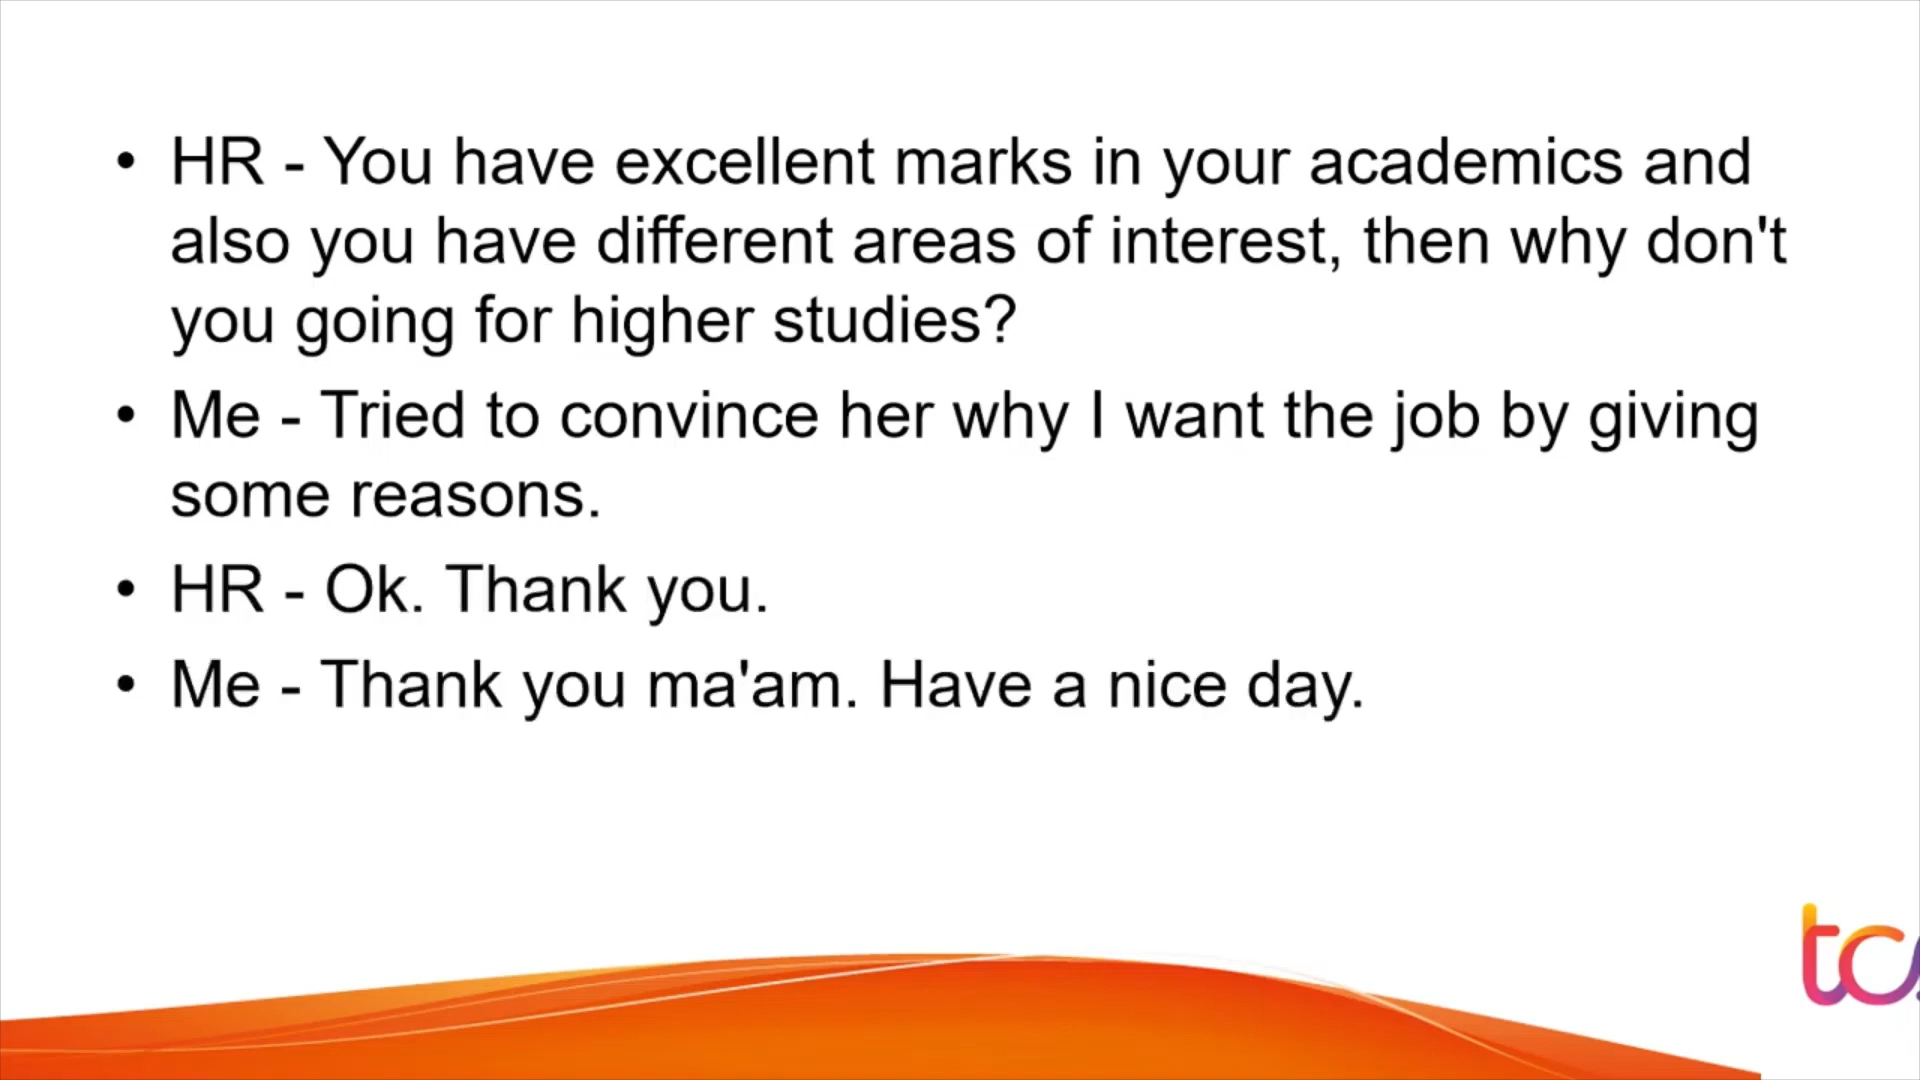 • HR - You have excellent marks in your academics and
also you have different areas of interest, then why don't
you going for higher studies?
• Me - Tried to convince her why I want the job by giving
some reasons.
• HR - Ok. Thank you.
• Me - Thank you ma'am. Have a nice day.
tc